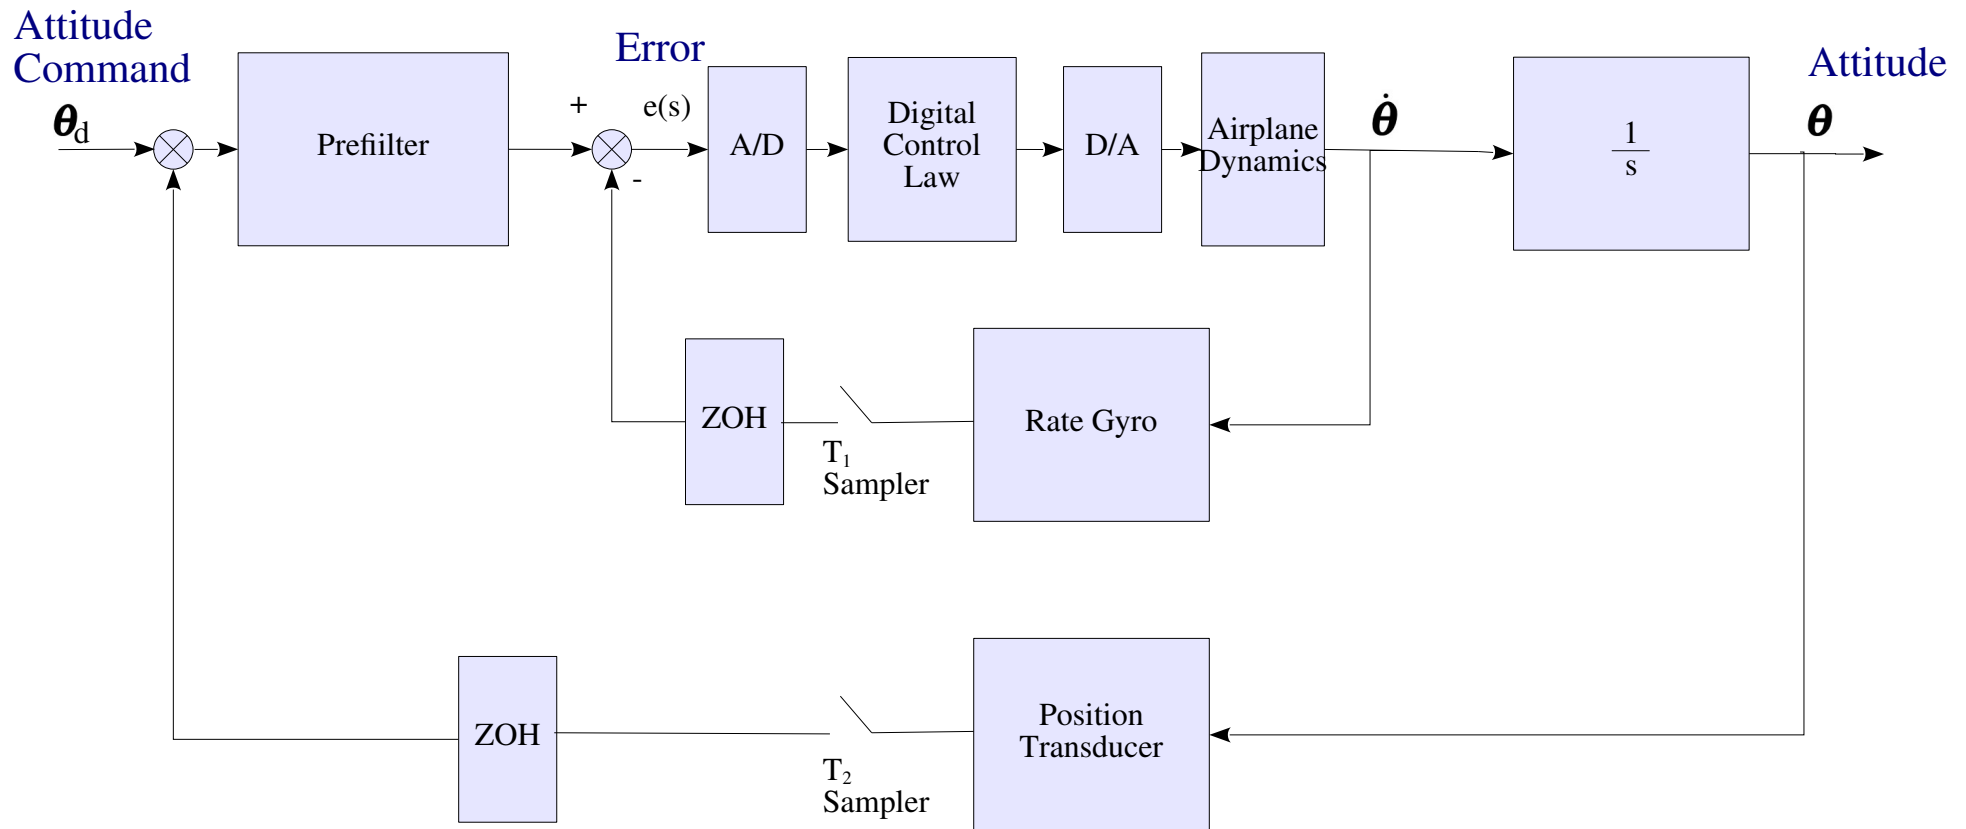 Attitude
Command
θd
Prefiilter
+
-
Error
e(s)
A/D
Digital
Control
Law
D/A
Airplane
Dynamics
θ̇
1
s
Attitude
θ
ZOH
T1
Sampler
Rate Gyro
ZOH
T2
Sampler
Position
Transducer